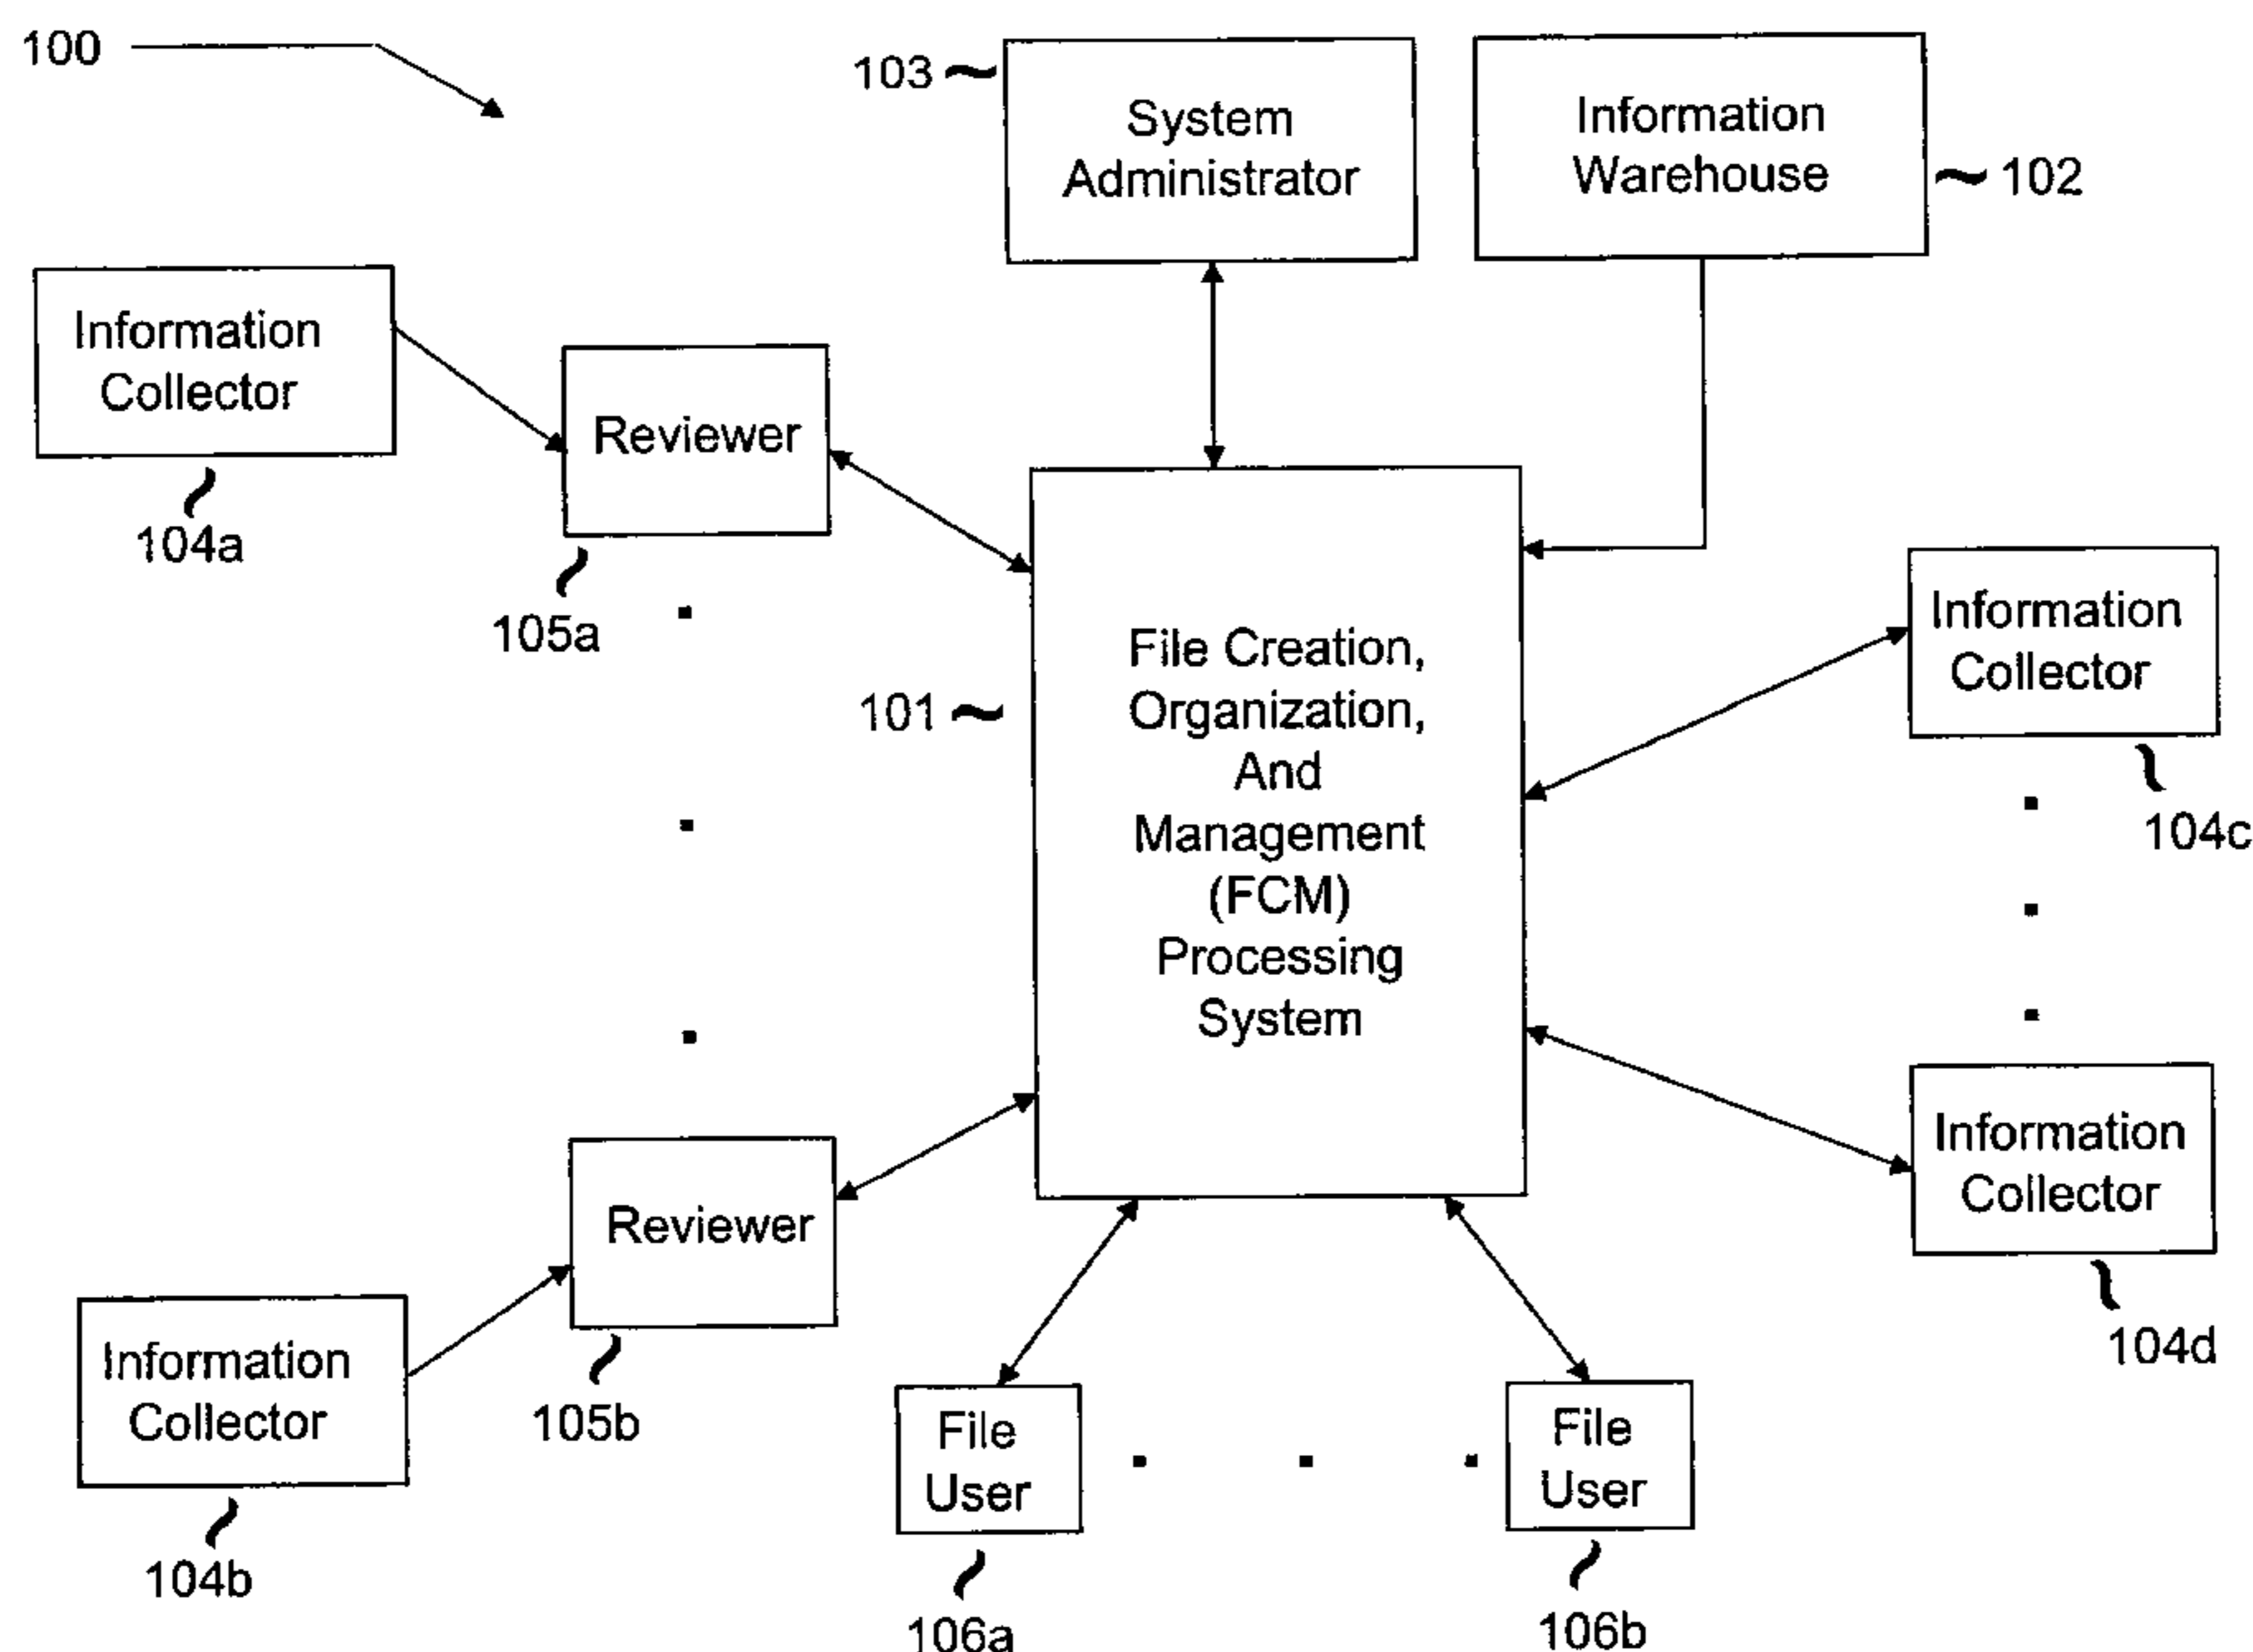 100
103
System
Administrator
Information
Warehouse
102
Information
Collector
104a
Reviewer
105a
101
File Creation,
Organization,
And
Management
(FCM)
Processing
System
Information
Collector
104c
Information
Collector
104d
Reviewer
105b
Information
Collector
104b
File
User
106a
File
User
106b